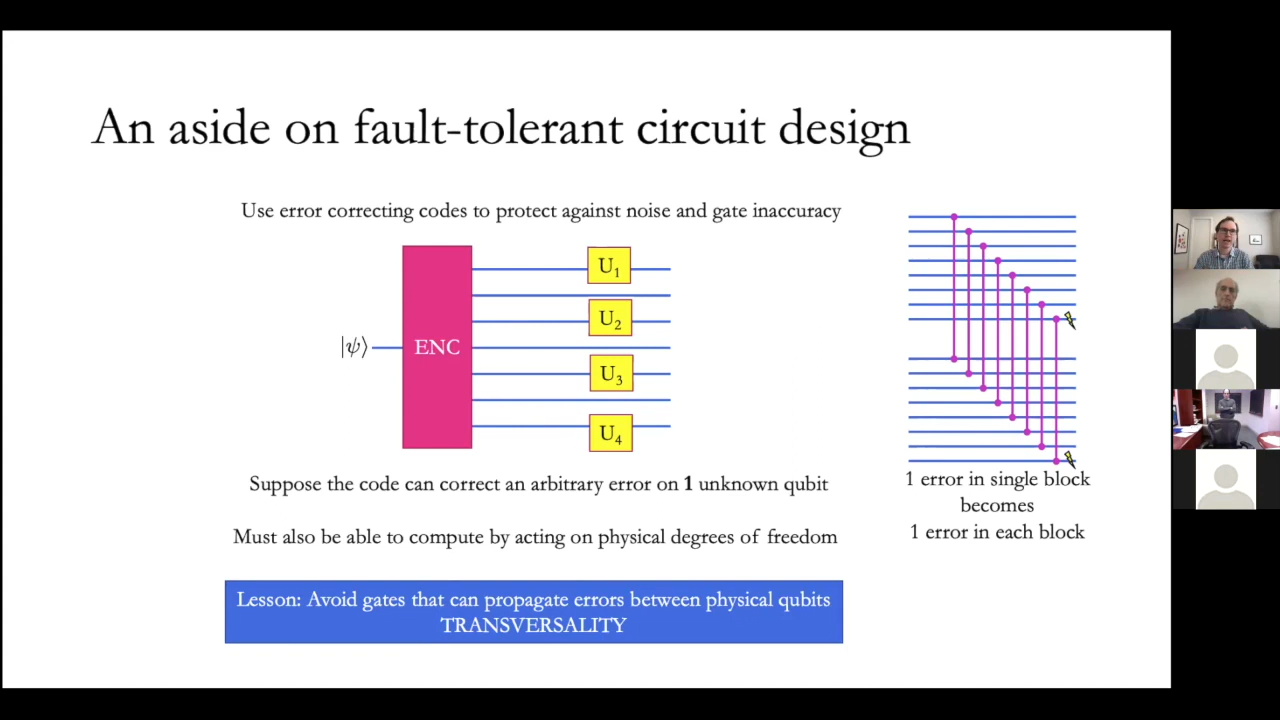 An aside on fault-tolerant circuit design
Use error correcting codes to protect against noise and gate inaccuracy
|ψ⟩
ENC
U₁
U₂
U₃
U₄
Suppose the code can correct an arbitrary error on 1 unknown qubit
Must also be able to compute by acting on physical degrees of freedom
Lesson: Avoid gates that can propagate errors between physical qubits
TRANSVERSALITY
1 error in single block
becomes
1 error in each block